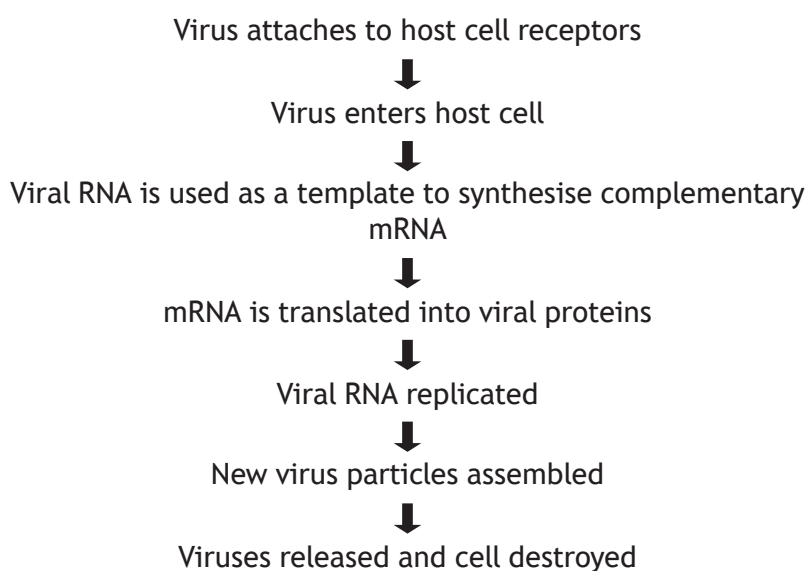 Virus attaches to host cell receptors
Virus enters host cell
Viral RNA is used as a template to synthesise complementary
mRNA
mRNA is translated into viral proteins
Viral RNA replicated
New virus particles assembled
Viruses released and cell destroyed